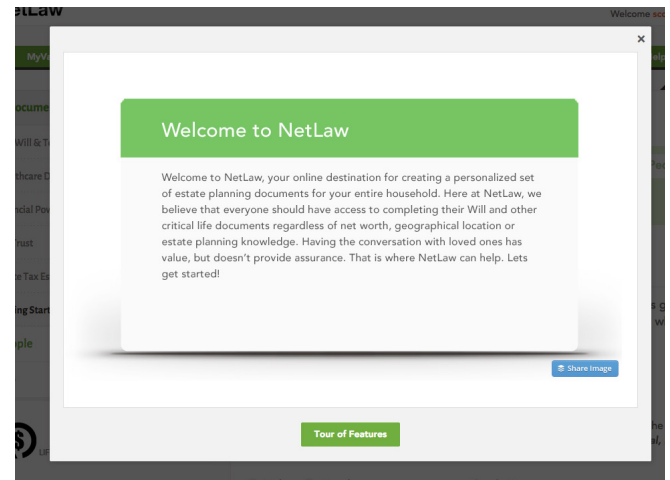 Welcome
MyVa
×
Welcome to NetLaw
Welcome to NetLaw, your online destination for creating a personalized set
of estate planning documents for your entire household. Here at NetLaw, we
believe that everyone should have access to completing their Will and other
critical life documents regardless of net worth, geographical location or
estate planning knowledge. Having the conversation with loved ones has
value, but doesn't provide assurance. That is where NetLaw can help. Lets
get started!
Share Image
Tour of Features
Will & T
thcare D
ncial Pow
rust
e Tax Es
ing Start
ple